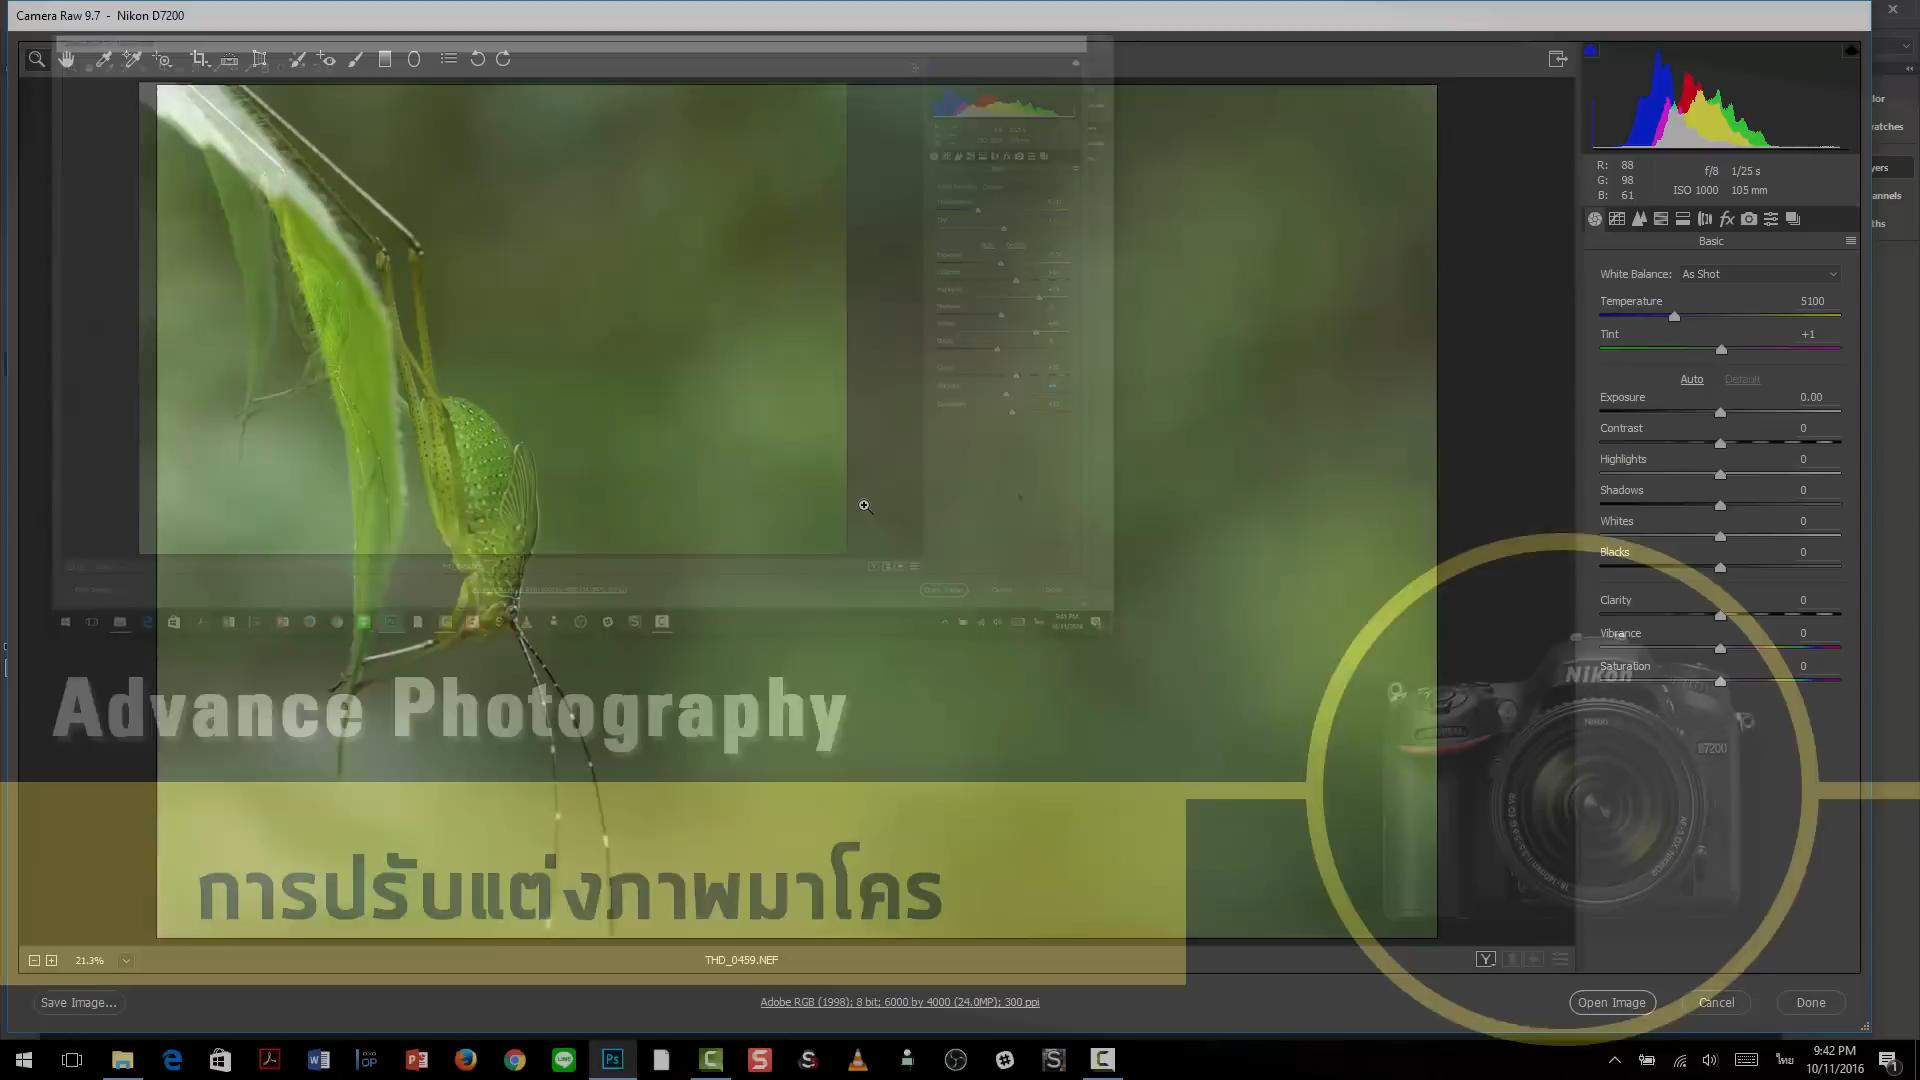 Camera Raw 9.7 - Nikon D7200
R: 88
G: 98
B: 61
f/8 1/25 s
ISO 1000 105 mm
Basic
White Balance: As Shot
Temperature 5100
Tint +1
Auto Default
Exposure 0.00
Contrast 0
Highlights 0
Shadows 0
Whites 0
Blacks 0
Clarity 0
Vibrance 0
Saturation 0
Nikon
D7200
Advance Photography
การปรับแต่งภาพมาโคร
21.3%
THD_0459.NEF
Save Image...
Adobe RGB (1998); 8 bit; 6000 by 4000 (24.0MP); 300 ppi
Open Image Cancel Done
ไทย
9:42 PM
10/11/2016